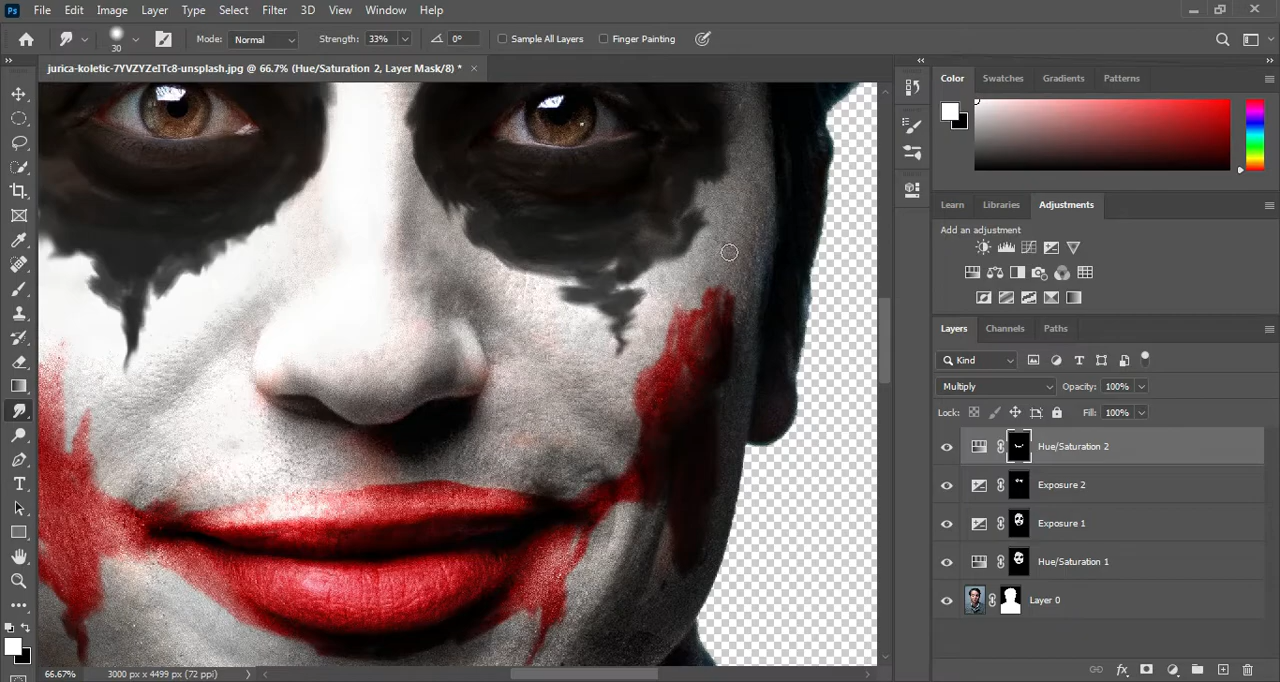 Ps File Edit Image Layer Type Select Filter 3D View Window Help
30 Mode: Normal Strength: 33% 0° Sample All Layers Finger Painting
jurica-koletic-7YVZYZeITc8-unsplash.jpg @ 66.7% (Hue/Saturation 2, Layer Mask/8) *
Color Swatches Gradients Patterns
Learn Libraries Adjustments
Add an adjustment
Layers Channels Paths
Kind
Multiply Opacity: 100%
Lock: Fill: 100%
Hue/Saturation 2
Exposure 2
Exposure 1
Hue/Saturation 1
Layer 0
66.67% 3000 px x 4499 px (72 ppi)